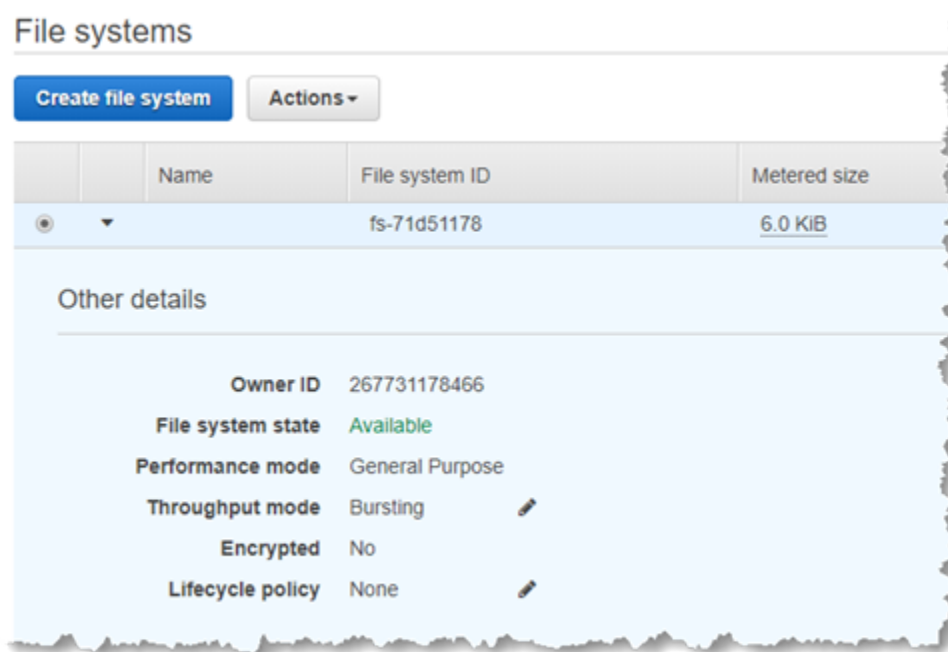 File systems
Create file system Actions
Name File system ID Metered size
fs-71d51178 6.0 KiB
Other details
Owner ID 267731178466
File system state Available
Performance mode General Purpose
Throughput mode Bursting
Encrypted No
Lifecycle policy None